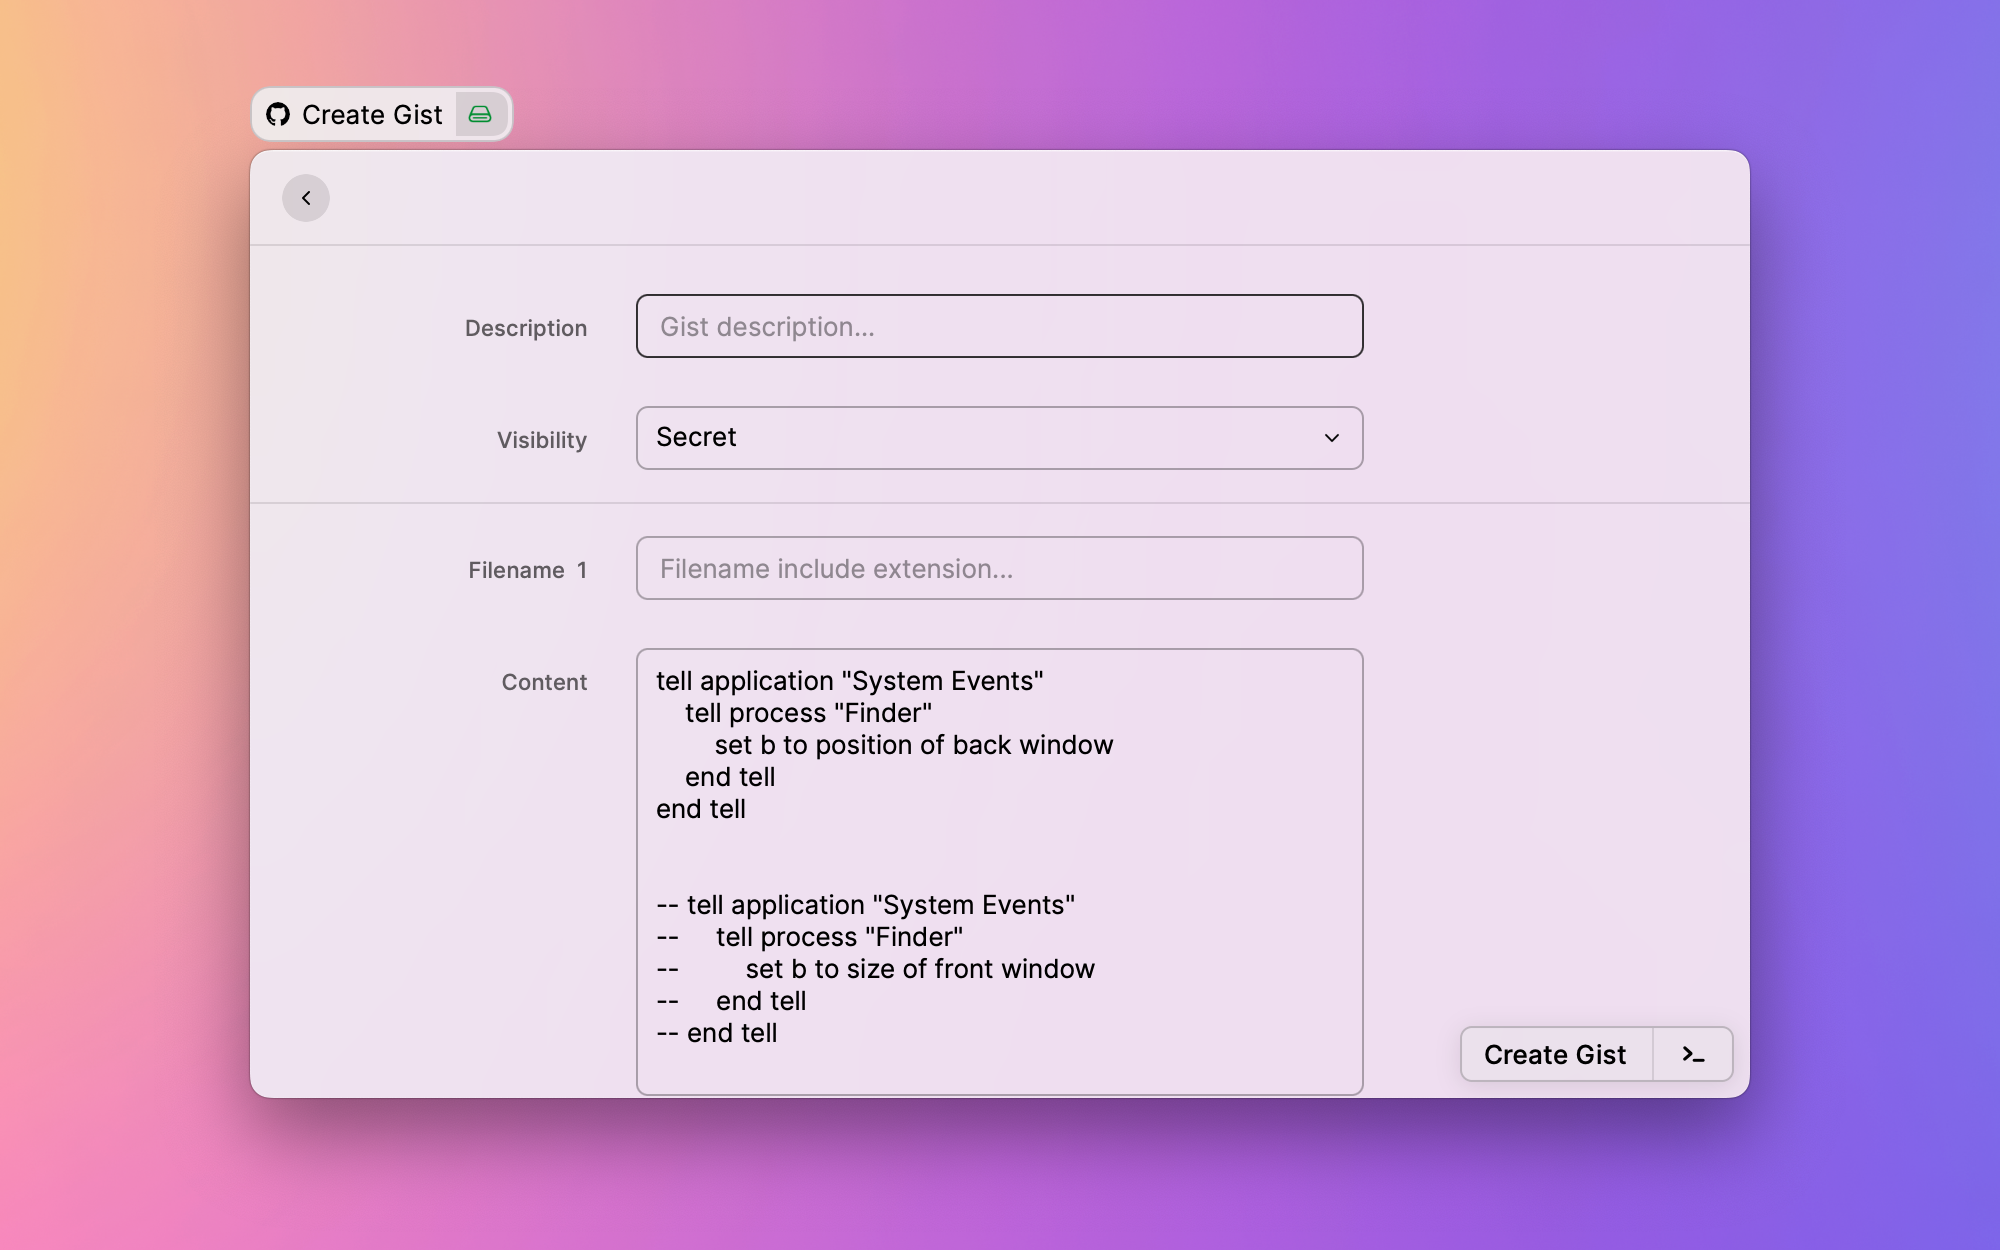 Create Gist
Description
Gist description...
Visibility
Secret
Filename 1
Filename include extension...
Content
tell application "System Events"
    tell process "Finder"
        set b to position of back window
    end tell
end tell
-- tell application "System Events"
--     tell process "Finder"
--         set b to size of front window
--     end tell
-- end tell
Create Gist